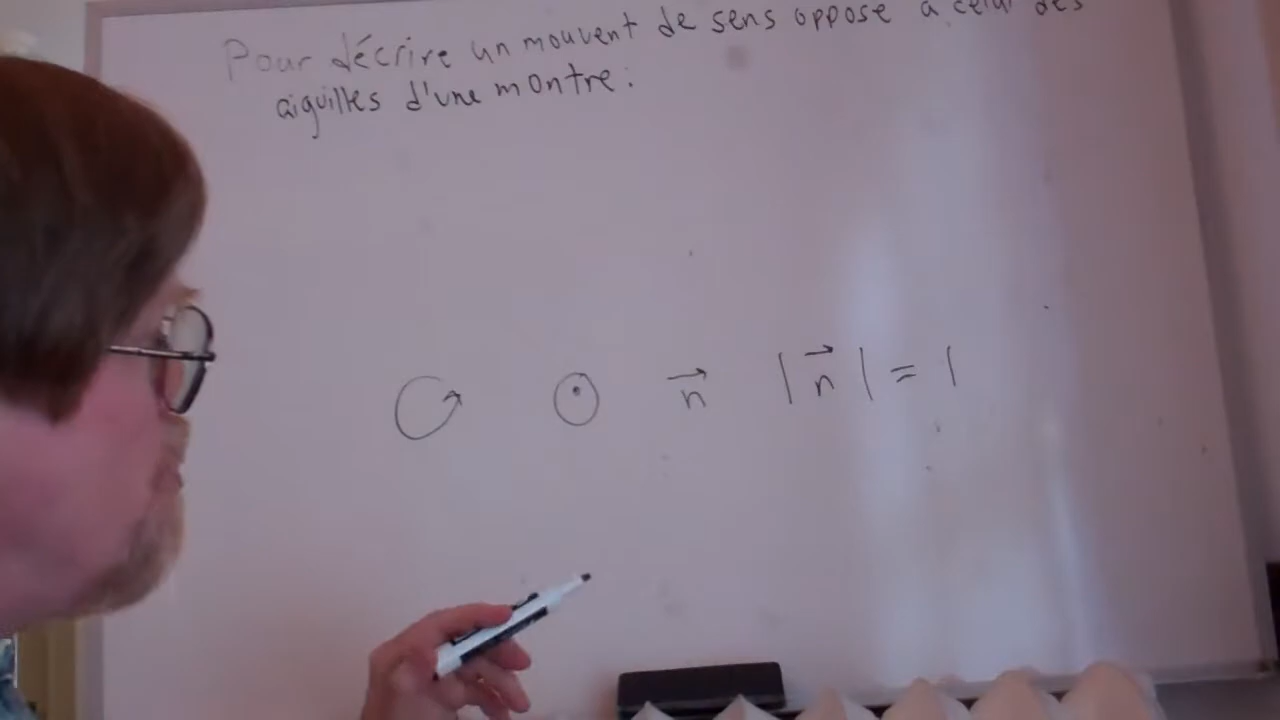 Pour décrire un mouvent de sens opposé à celui des
aiguilles d'une montre:
n⃗ |n⃗| = 1